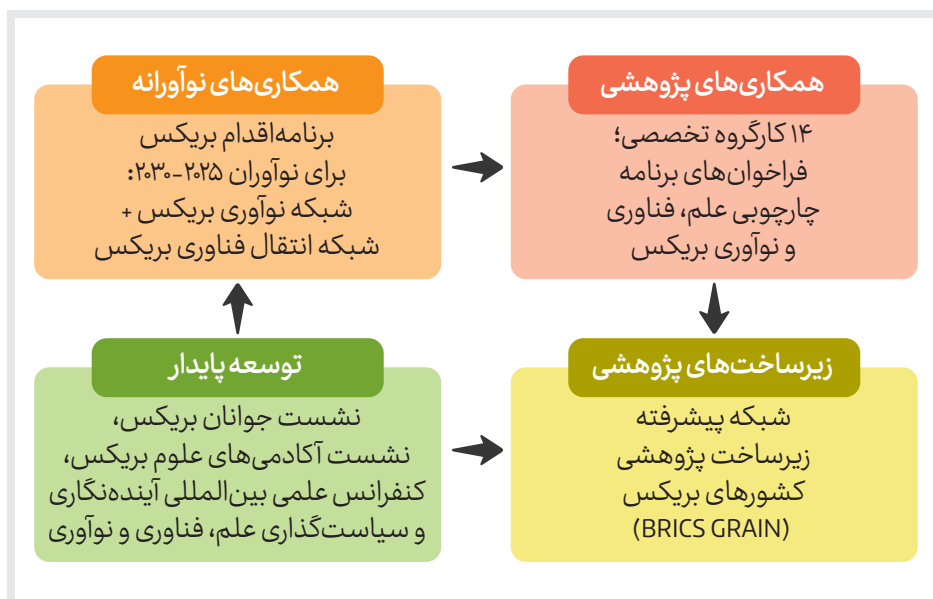 همکاری‌های پژوهشی
۱۴ کارگروه تخصصی؛
فراخوان‌های برنامه
چارچوبی علم، فناوری
و نوآوری بریکس
همکاری‌های نوآورانه
برنامه‌اقدام بریکس
برای نوآوران ۲۰۲۵-۲۰۳۰:
شبکه نوآوری بریکس +
شبکه انتقال فناوری بریکس
زیرساخت‌های پژوهشی
شبکه پیشرفته
زیرساخت پژوهشی
کشورهای بریکس
(BRICS GRAIN)
توسعه پایدار
نشست جوانان بریکس،
نشست آکادمی‌های علوم بریکس،
کنفرانس علمی بین‌المللی آینده‌نگاری
و سیاست‌گذاری علم، فناوری و نوآوری